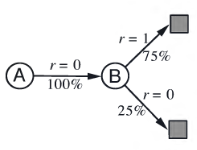 r = 1
75%
A
r = 0
100%
B
r = 0
25%